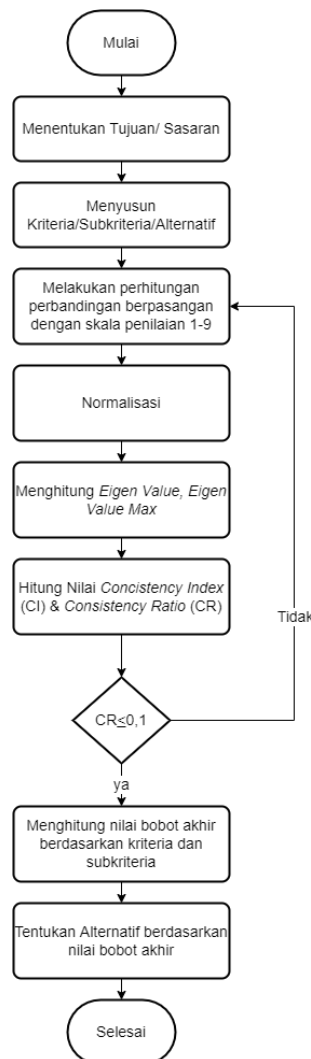 Mulai
Menentukan Tujuan/ Sasaran
Menyusun
Kriteria/Subkriteria/Alternatif
Melakukan perhitungan
perbandingan berpasangan
dengan skala penilaian 1-9
Normalisasi
Menghitung Eigen Value, Eigen
Value Max
Hitung Nilai Concistency Index
(CI) & Consistency Ratio (CR)
Tidak
CR≤0,1
ya
Menghitung nilai bobot akhir
berdasarkan kriteria dan
subkriteria
Tentukan Alternatif berdasarkan
nilai bobot akhir
Selesai